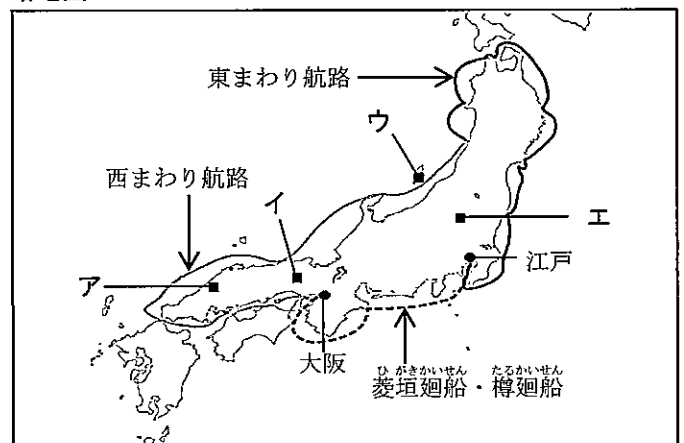 東まわり航路
ウ
西まわり航路
イ
エ
ア
江戸
大阪
ひがきかいせん たるかいせん
菱垣廻船・樽廻船